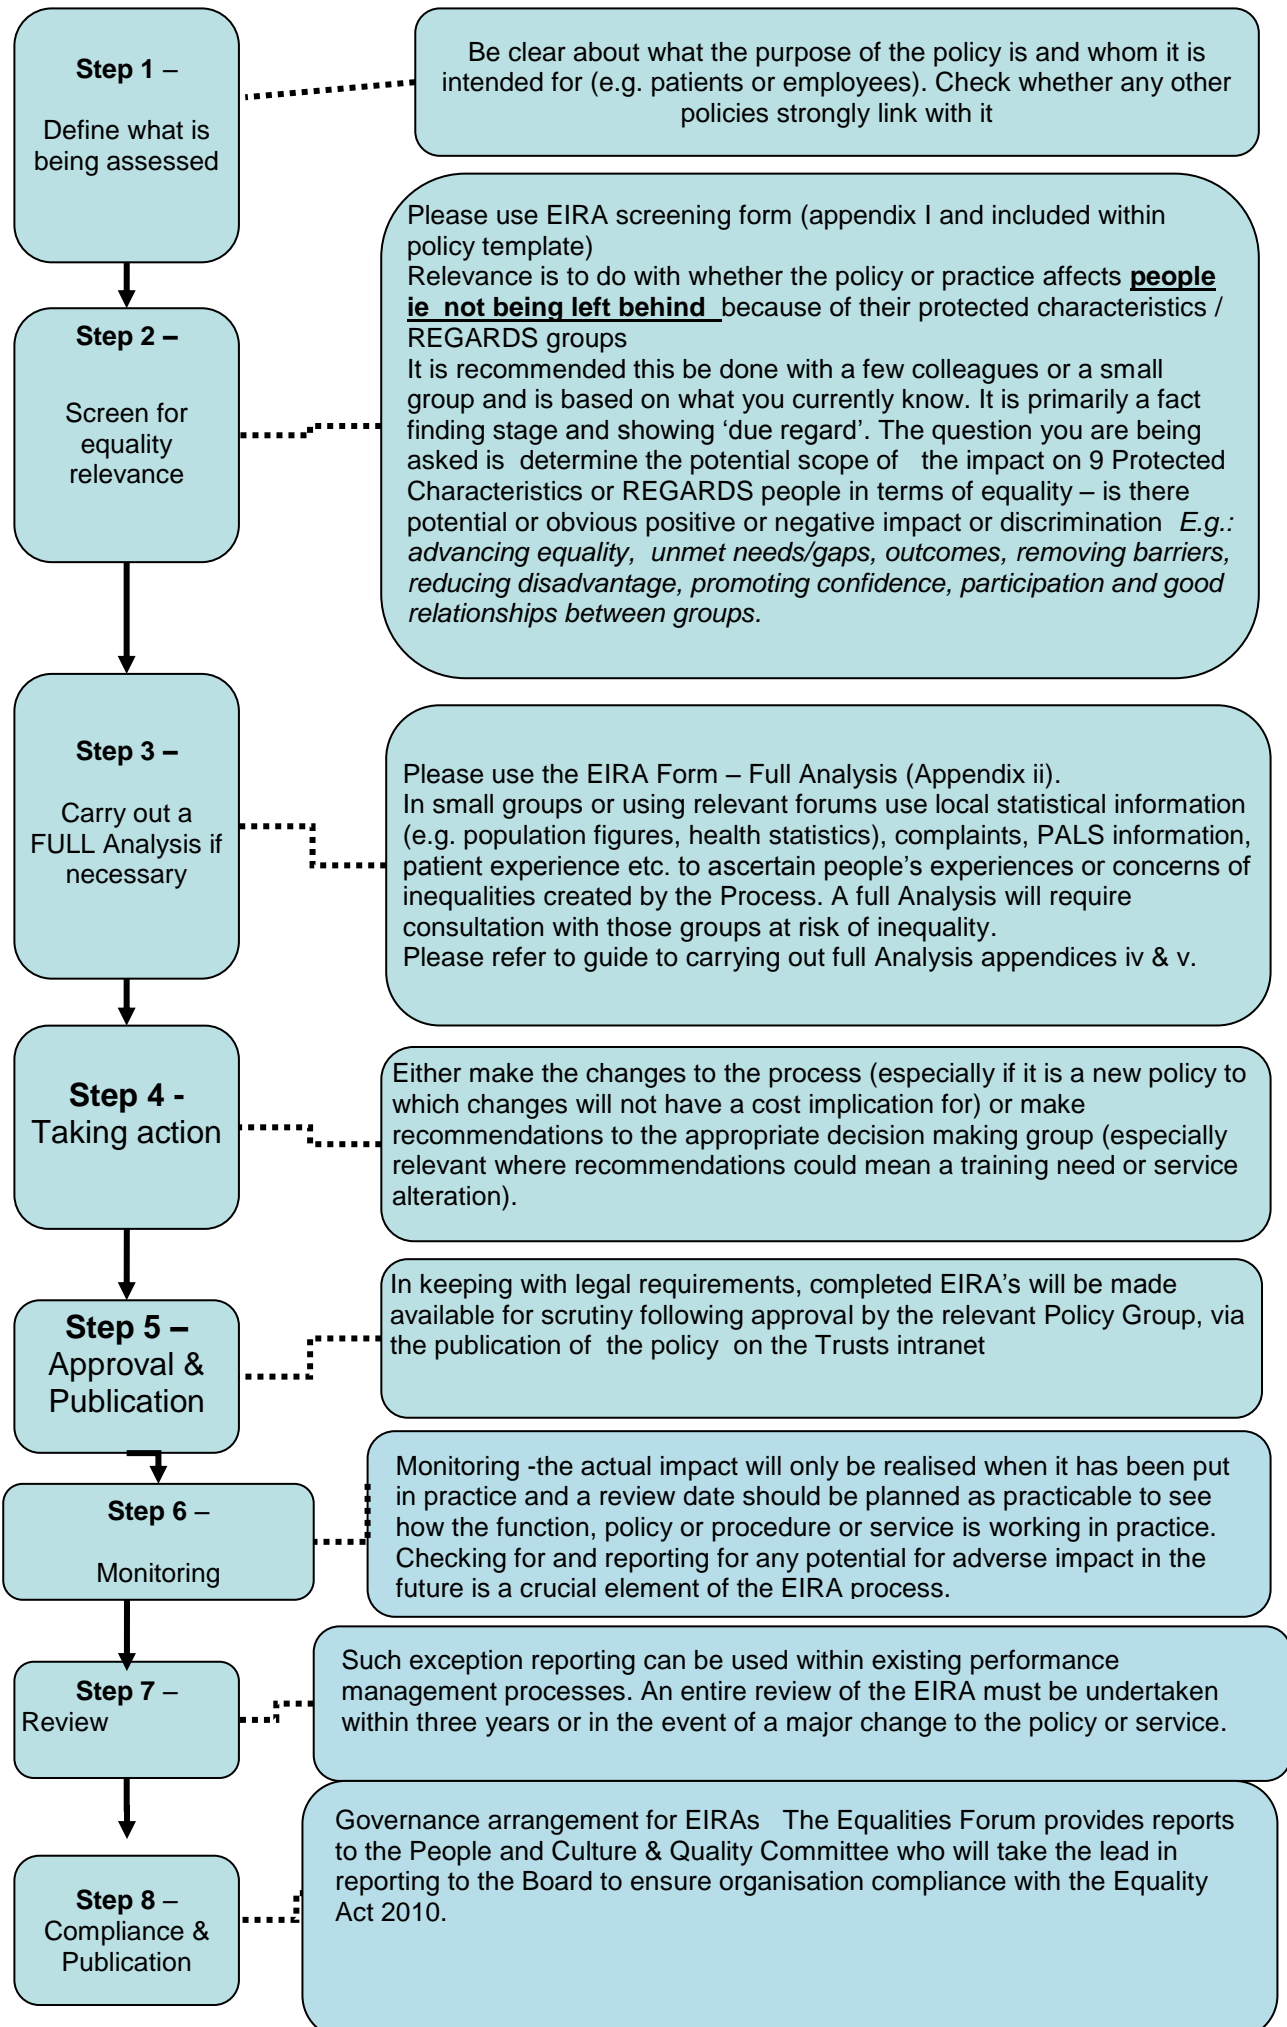 Step 1 –
Define what is
being assessed
Be clear about what the purpose of the policy is and whom it is
intended for (e.g. patients or employees). Check whether any other
policies strongly link with it
Step 2 –
Screen for
equality
relevance
Please use EIRA screening form (appendix I and included within
policy template)
Relevance is to do with whether the policy or practice affects people
ie  not being left behind because of their protected characteristics /
REGARDS groups
It is recommended this be done with a few colleagues or a small
group and is based on what you currently know. It is primarily a fact
finding stage and showing ‘due regard’. The question you are being
asked is  determine the potential scope of   the impact on 9 Protected
Characteristics or REGARDS people in terms of equality – is there
potential or obvious positive or negative impact or discrimination  E.g.:
advancing equality,  unmet needs/gaps, outcomes, removing barriers,
reducing disadvantage, promoting confidence, participation and good
relationships between groups.
Step 3 –
Carry out a
FULL Analysis if
necessary
Please use the EIRA Form – Full Analysis (Appendix ii).
In small groups or using relevant forums use local statistical information
(e.g. population figures, health statistics), complaints, PALS information,
patient experience etc. to ascertain people’s experiences or concerns of
inequalities created by the Process. A full Analysis will require
consultation with those groups at risk of inequality.
Please refer to guide to carrying out full Analysis appendices iv & v.
Step 4 -
Taking action
Either make the changes to the process (especially if it is a new policy to
which changes will not have a cost implication for) or make
recommendations to the appropriate decision making group (especially
relevant where recommendations could mean a training need or service
alteration).
Step 5 –
Approval &
Publication
In keeping with legal requirements, completed EIRA’s will be made
available for scrutiny following approval by the relevant Policy Group, via
the publication of  the policy  on the Trusts intranet
Step 6 –
Monitoring
Monitoring -the actual impact will only be realised when it has been put
in practice and a review date should be planned as practicable to see
how the function, policy or procedure or service is working in practice.
Checking for and reporting for any potential for adverse impact in the
future is a crucial element of the EIRA process.
Step 7 –
Review
Such exception reporting can be used within existing performance
management processes. An entire review of the EIRA must be undertaken
within three years or in the event of a major change to the policy or service.
Step 8 –
Compliance &
Publication
Governance arrangement for EIRAs   The Equalities Forum provides reports
to the People and Culture & Quality Committee who will take the lead in
reporting to the Board to ensure organisation compliance with the Equality
Act 2010.